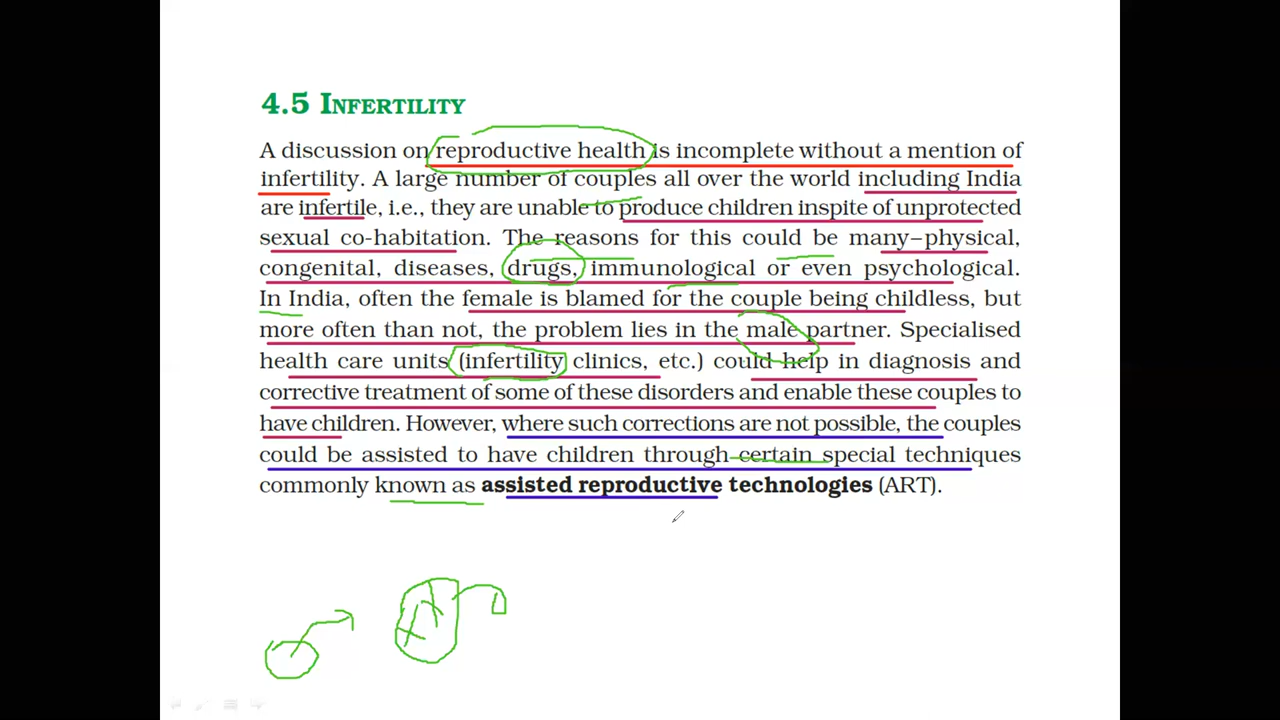 4.5 INFERTILITY
A discussion on reproductive health is incomplete without a mention of
infertility. A large number of couples all over the world including India
are infertile, i.e., they are unable to produce children inspite of unprotected
sexual co-habitation. The reasons for this could be many–physical,
congenital, diseases, drugs, immunological or even psychological.
In India, often the female is blamed for the couple being childless, but
more often than not, the problem lies in the male partner. Specialised
health care units (infertility clinics, etc.) could help in diagnosis and
corrective treatment of some of these disorders and enable these couples to
have children. However, where such corrections are not possible, the couples
could be assisted to have children through certain special techniques
commonly known as assisted reproductive technologies (ART).